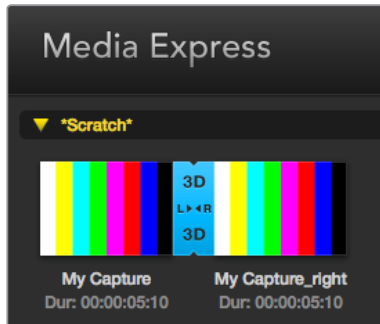 Media Express
*Scratch*
3D
L▶◀R
3D
My Capture My Capture_right
Dur: 00:00:05:10 Dur: 00:00:05:10